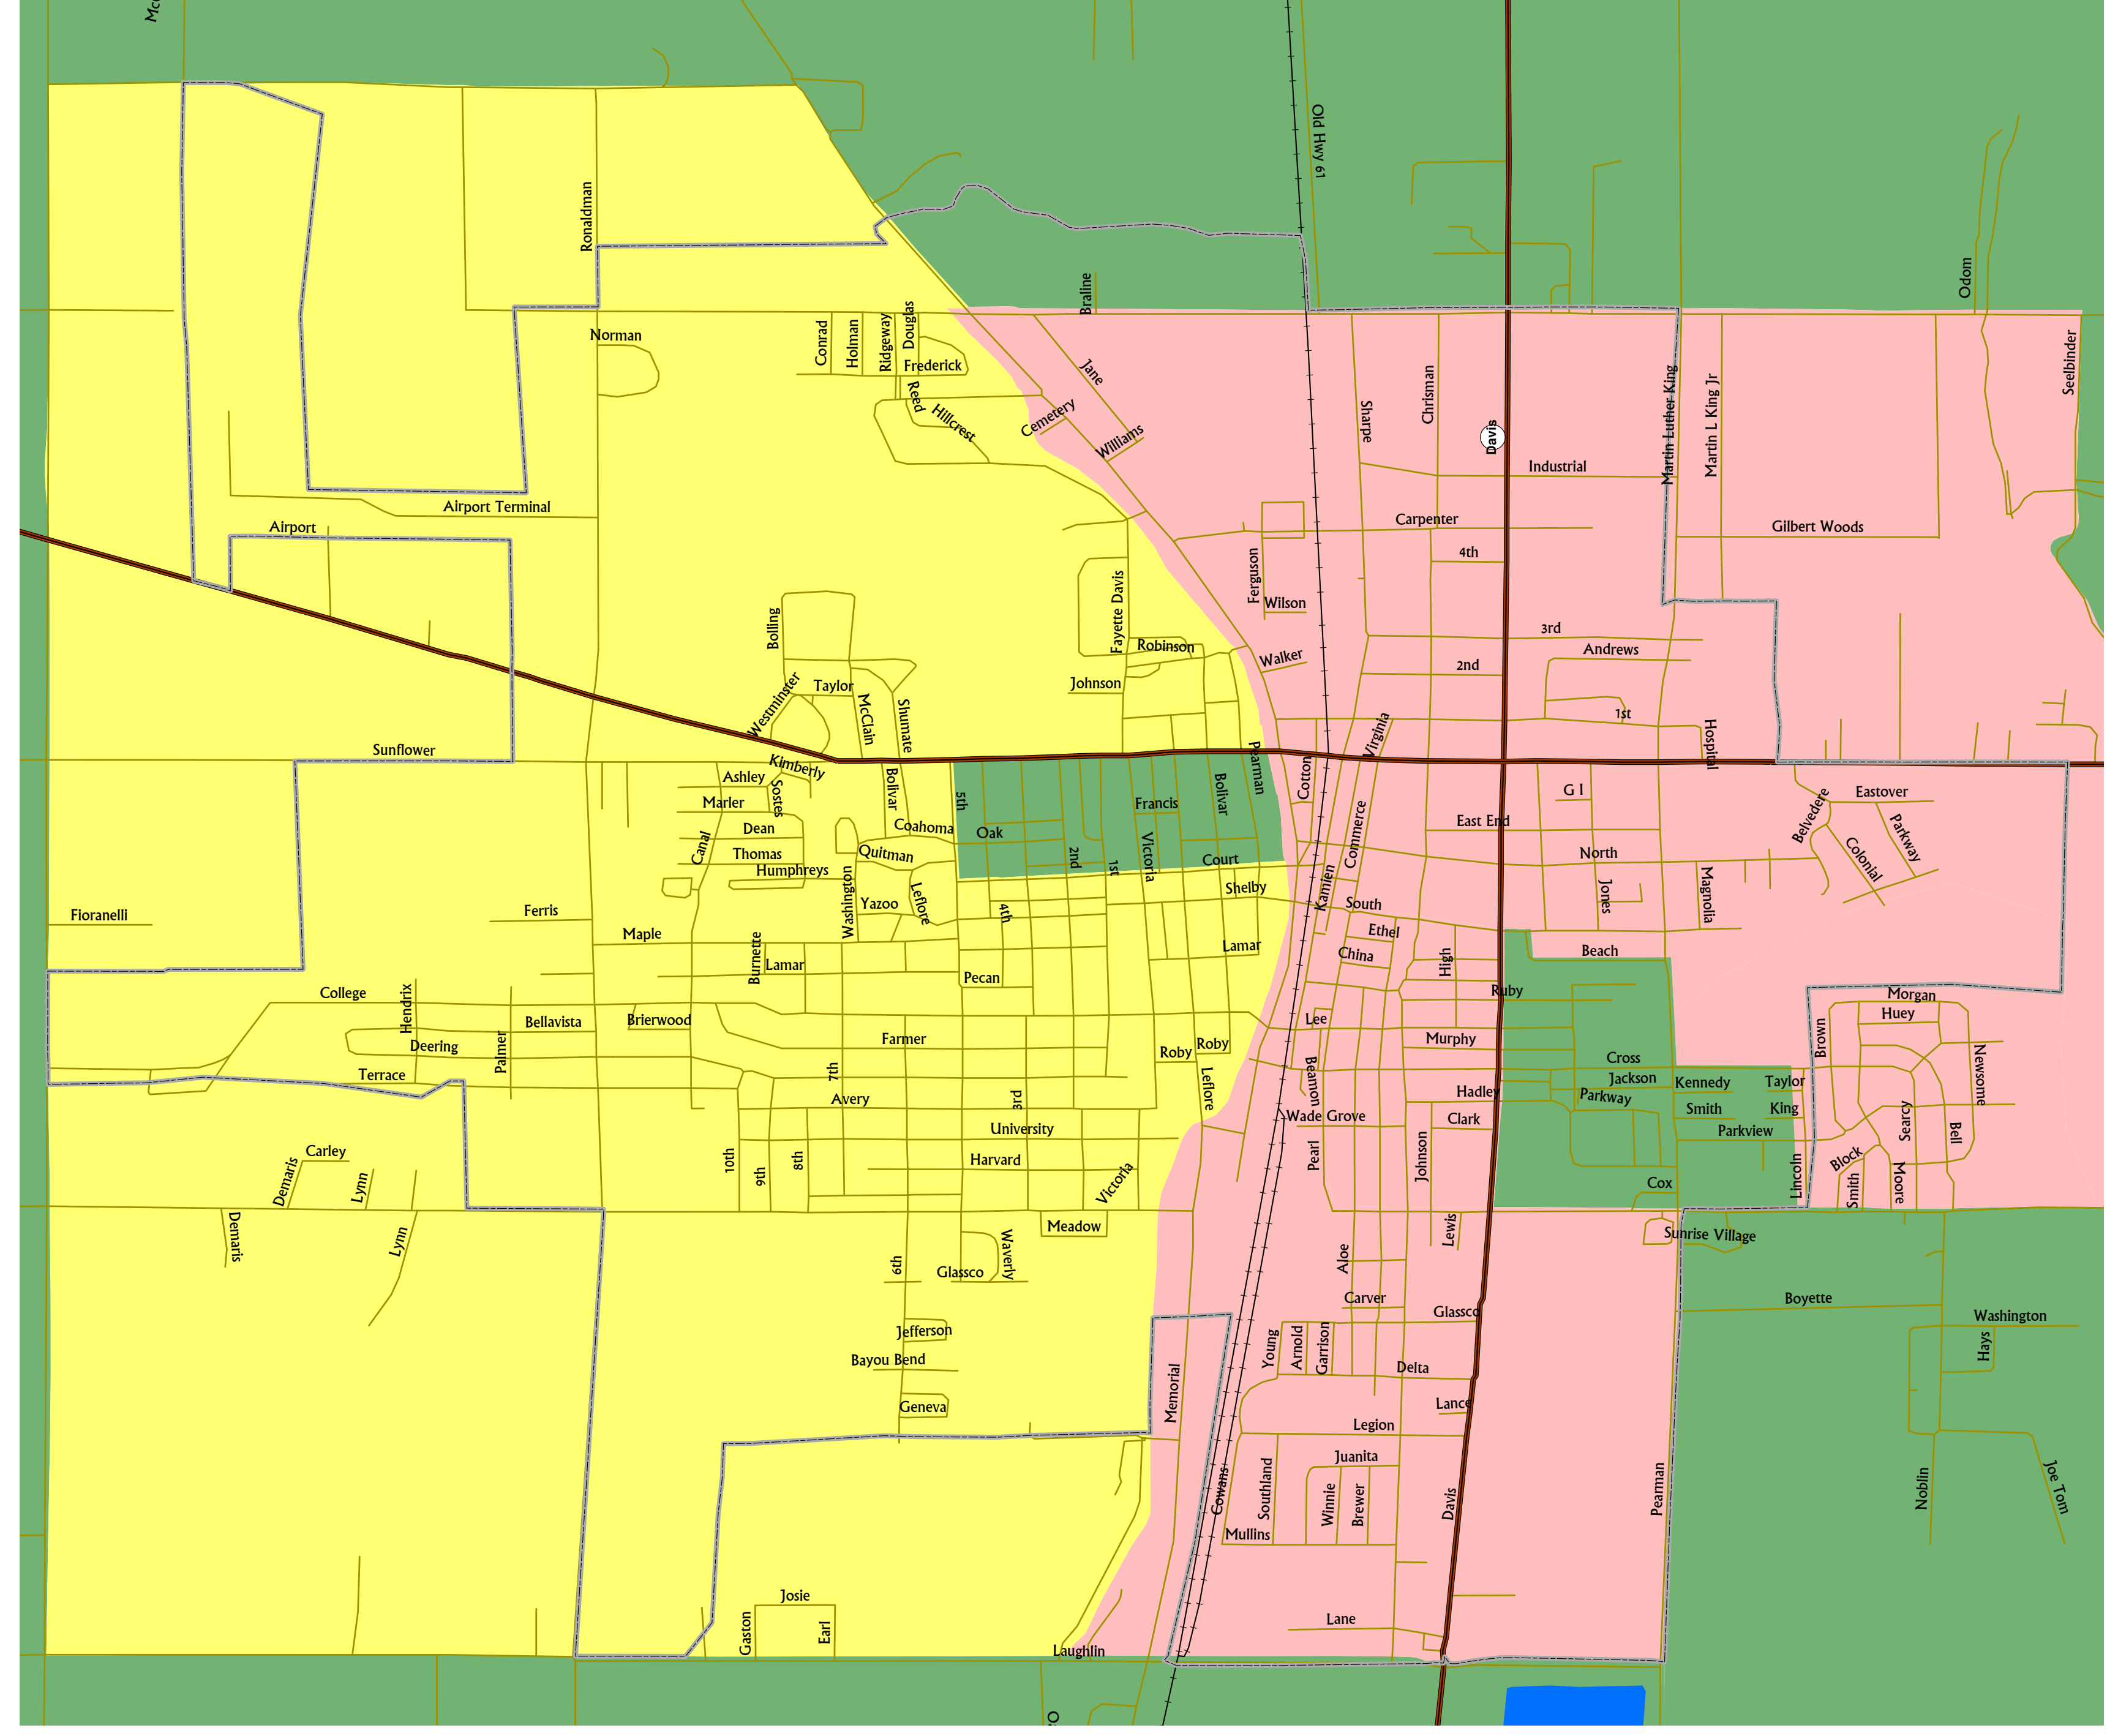 Old Hwy 61
Ronaldman
Odom
Braline
Norman
Conrad
Holman
Ridgeway
Douglas
Frederick
Reed
Hillcrest
Jane
Cemetery
Williams
Sharpe
Chrisman
Davis
Industrial
Martin Luther King
Martin L King Jr
Seelbinder
Airport Terminal
Airport
Carpenter
4th
Gilbert Woods
Ferguson
Wilson
Fayette Davis
Bolling
Robinson
Walker
3rd
Andrews
2nd
Johnson
Westminster
Taylor
McClain
Shumate
1st
Virginia
Hospital
Sunflower
Kimberly
Pearman
Cotton
Ashley
Sostes
Bolivar
5th
Francis
Bolivar
Marler
G I
Eastover
Belvedere
Parkway
Colonial
Dean
Coahoma
Oak
East End
Commerce
Canal
Thomas
Quitman
2nd
1st
Victoria
Court
North
Humphreys
Shelby
Kamien
Jones
Magnolia
Washington
Yazoo
Leflore
4th
South
Fioranelli
Ferris
Maple
Ethel
Burnette
Lamar
Lamar
China
High
Beach
Pecan
College
Hendrix
Ruby
Morgan
Huey
Bellavista
Brierwood
Lee
Brown
Deering
Palmer
Farmer
Roby
Roby
Murphy
Cross
Newsome
Terrace
7th
Beamon
Leflore
Hadley
Jackson
Parkway
Kennedy
Taylor
Avery
3rd
Wade Grove
Clark
Smith
King
University
Parkview
Searcy
Bell
Carley
Demaris
Lynn
10th
9th
8th
Harvard
Victoria
Pearl
Johnson
Block
Lincoln
Smith
Moore
Cox
Demaris
Lynn
Meadow
Waverly
Lewis
Sunrise Village
6th
Glassco
Aloe
Carver
Glassco
Boyette
Washington
Hays
Jefferson
Young
Arnold
Garrison
Bayou Bend
Delta
Geneva
Memorial
Lance
Legion
Juanita
Cowans
Southland
Winnie
Brewer
Davis
Pearman
Noblin
Joe Tom
Mullins
Josie
Gaston
Earl
Lane
Laughlin